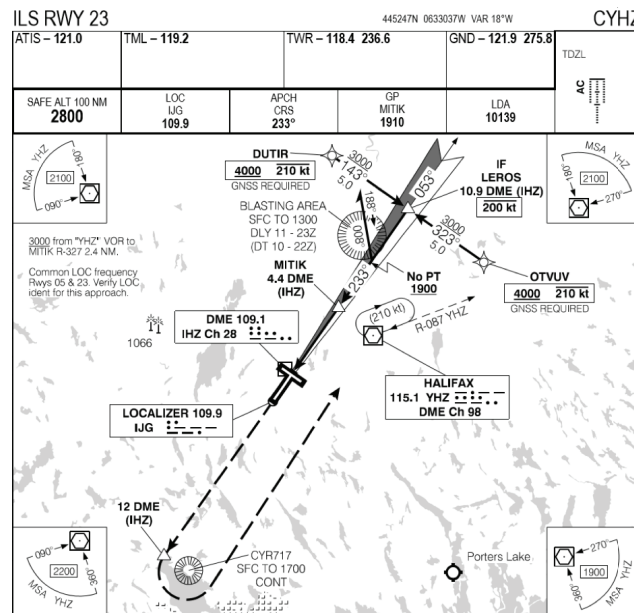 ILS RWY 23
445247N 0633037W VAR 18°W
CYHZ
ATIS – 121.0
TML – 119.2
TWR – 118.4 236.6
GND – 121.9 275.8
TDZL
AC
SAFE ALT 100 NM
2800
LOC
IJG
109.9
APCH
CRS
233°
GP
MITIK
1910
LDA
10139
MSA YHZ
180°
2100
090°
DUTIR
4000 210 kt
GNSS REQUIRED
3000
143°
5.0
053°
IF
LEROS
10.9 DME (IHZ)
200 kt
MSA YHZ
180°
2100
270°
BLASTING AREA
SFC TO 1300
DLY 11 - 23Z
(DT 10 - 22Z)
188°
008°
3000
323°
5.0
3000 from "YHZ" VOR to
MITIK R-327 2.4 NM.
Common LOC frequency
Rwys 05 & 23. Verify LOC
ident for this approach.
MITIK
4.4 DME
(IHZ)
233°
No PT
1900
OTVUV
4000 210 kt
GNSS REQUIRED
(210 kt)
R-087 YHZ
1066
DME 109.1
IHZ Ch 28
HALIFAX
115.1 YHZ
DME Ch 98
LOCALIZER 109.9
IJG
12 DME
(IHZ)
CYR717
SFC TO 1700
CONT
Porters Lake
090°
2200
360°
MSA YHZ
270°
1900
360°
MSA YHZ